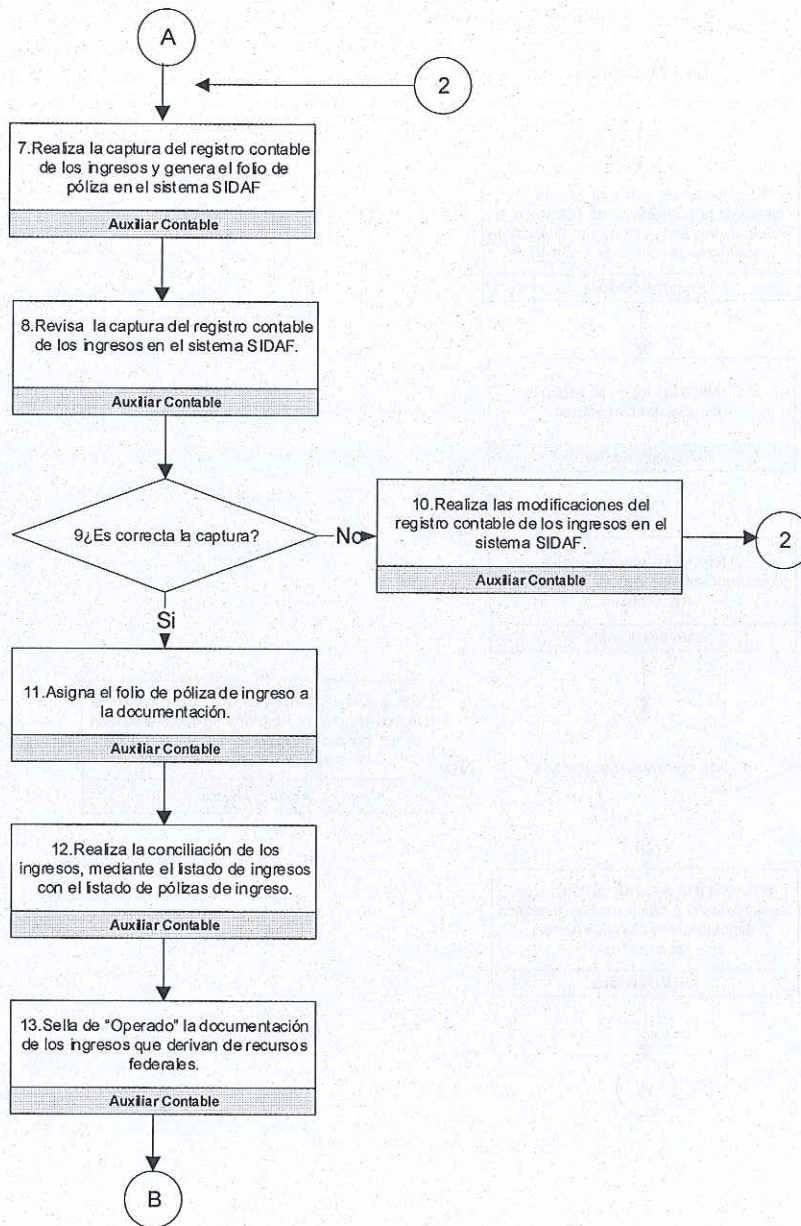 A
2
7.Realiza la captura del registro contable
de los ingresos y genera el folio de
póliza en el sistema SIDAF
Auxiliar Contable
8.Revisa la captura del registro contable
de los ingresos en el sistema SIDAF.
Auxiliar Contable
9¿Es correcta la captura?
No
10.Realiza las modificaciones del
registro contable de los ingresos en el
sistema SIDAF.
Auxiliar Contable
2
Si
11.Asigna el folio de póliza de ingreso a
la documentación.
Auxiliar Contable
12.Realiza la conciliación de los
ingresos, mediante el listado de ingresos
con el listado de pólizas de ingreso.
Auxiliar Contable
13.Sella de "Operado" la documentación
de los ingresos que derivan de recursos
federales.
Auxiliar Contable
B